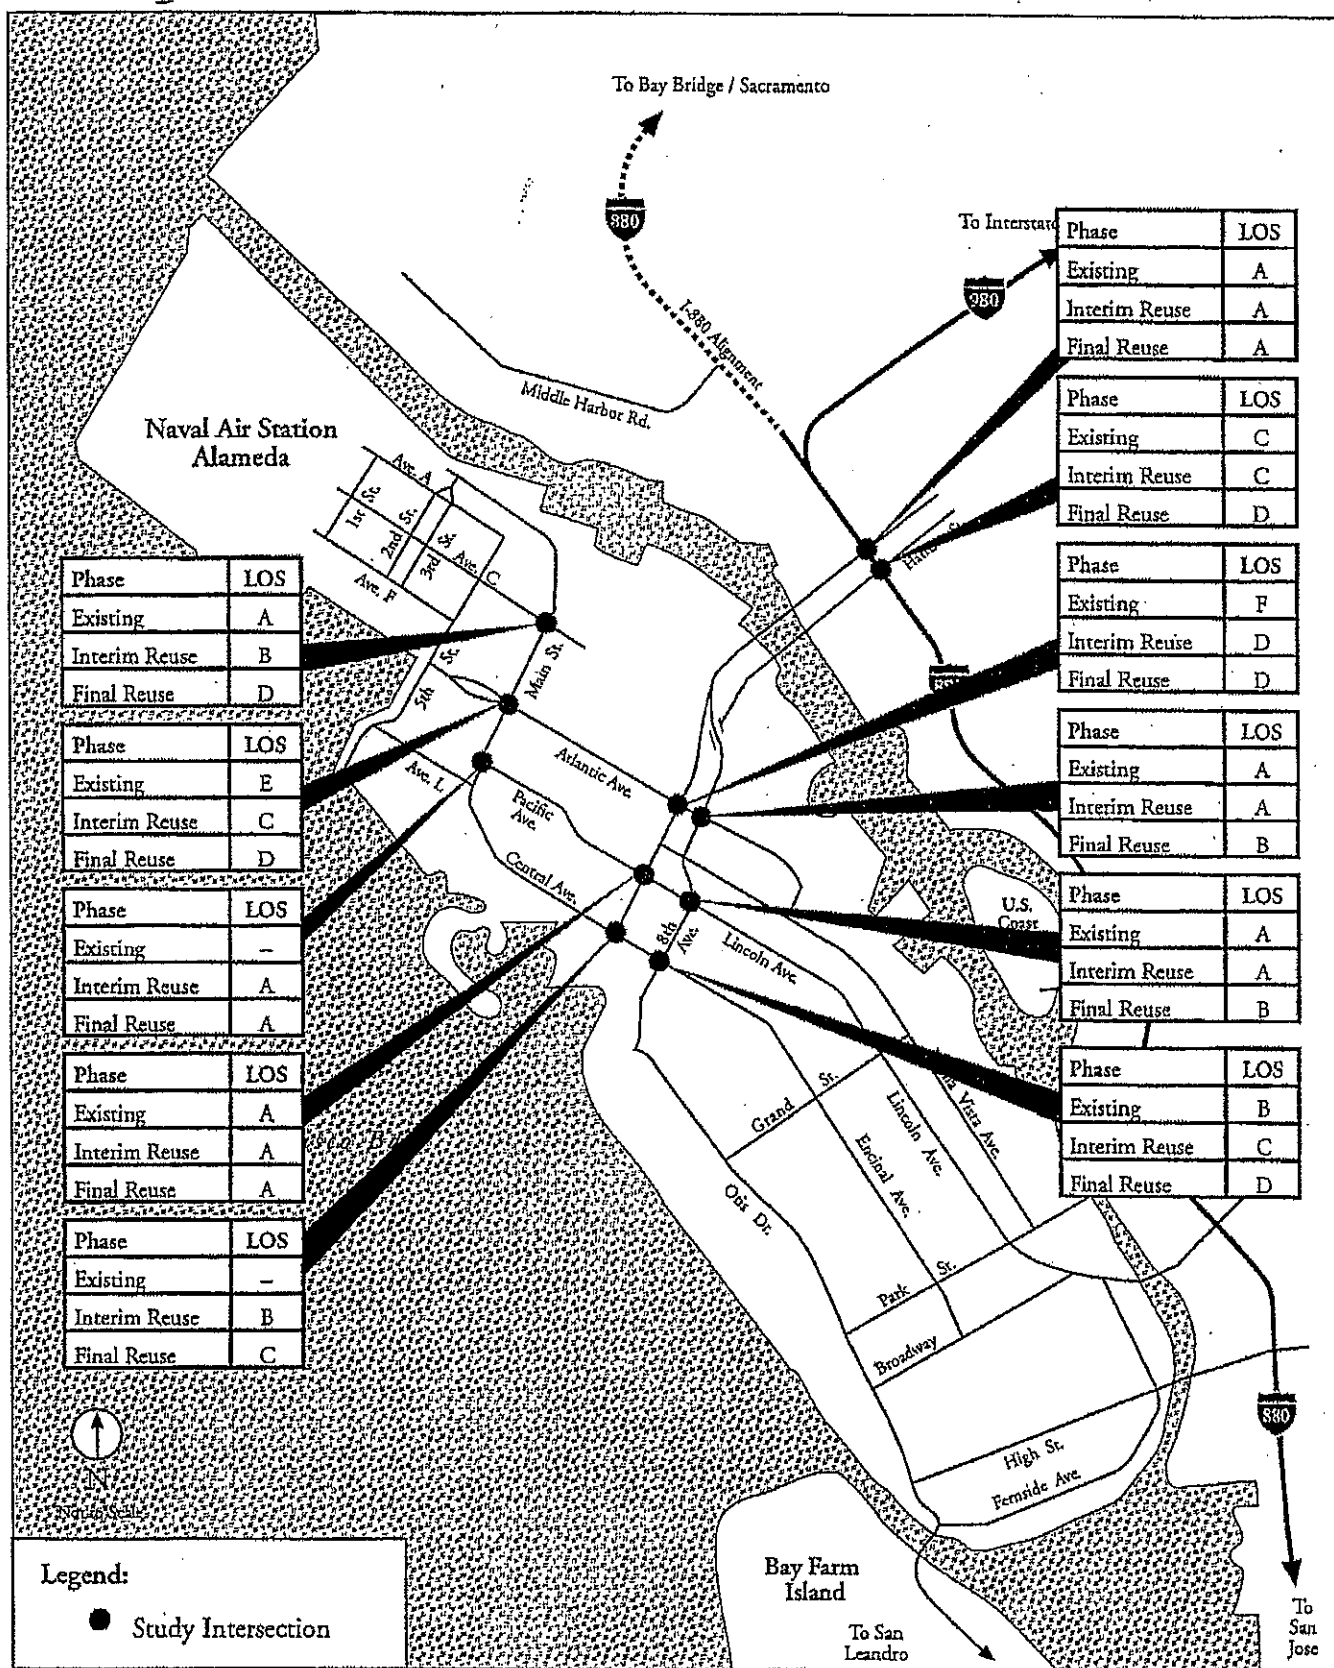 To Bay Bridge / Sacramento
880
To Interstate
980
I-880 Alignment
Middle Harbor Rd.
Naval Air Station
Alameda
Ave. A
1st St.
2nd St.
3rd St.
Ave. C
Ave. F
5th St.
Main St.
Ave. L
Atlantic Ave.
Pacific
Ave.
Central Ave.
8th
Ave.
Lincoln Ave.
U.S.
Coast
Grand St.
Lincoln Ave.
Vista Ave.
Encinal Ave.
Otis Dr.
Park St.
Broadway
High St.
Fernside Ave.
880
Bay Farm
Island
To San
Leandro
To
San
Jose
Phase LOS
Existing A
Interim Reuse B
Final Reuse D
Phase LOS
Existing E
Interim Reuse C
Final Reuse D
Phase LOS
Existing –
Interim Reuse A
Final Reuse A
Phase LOS
Existing A
Interim Reuse A
Final Reuse A
Phase LOS
Existing –
Interim Reuse B
Final Reuse C
Phase LOS
Existing A
Interim Reuse A
Final Reuse A
Phase LOS
Existing C
Interim Reuse C
Final Reuse D
Phase LOS
Existing F
Interim Reuse D
Final Reuse D
Phase LOS
Existing A
Interim Reuse A
Final Reuse B
Phase LOS
Existing A
Interim Reuse A
Final Reuse B
Phase LOS
Existing B
Interim Reuse C
Final Reuse D
N
Not to Scale
Legend:
Study Intersection